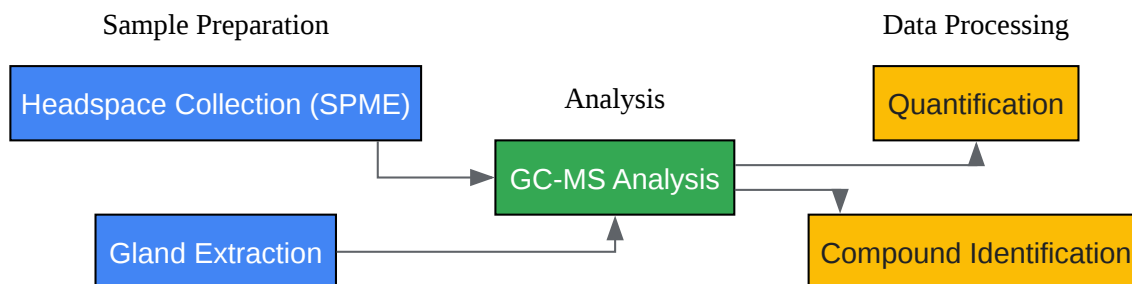 Sample Preparation
Data Processing
Headspace Collection (SPME)
Analysis
Quantification
GC-MS Analysis
Gland Extraction
Compound Identification